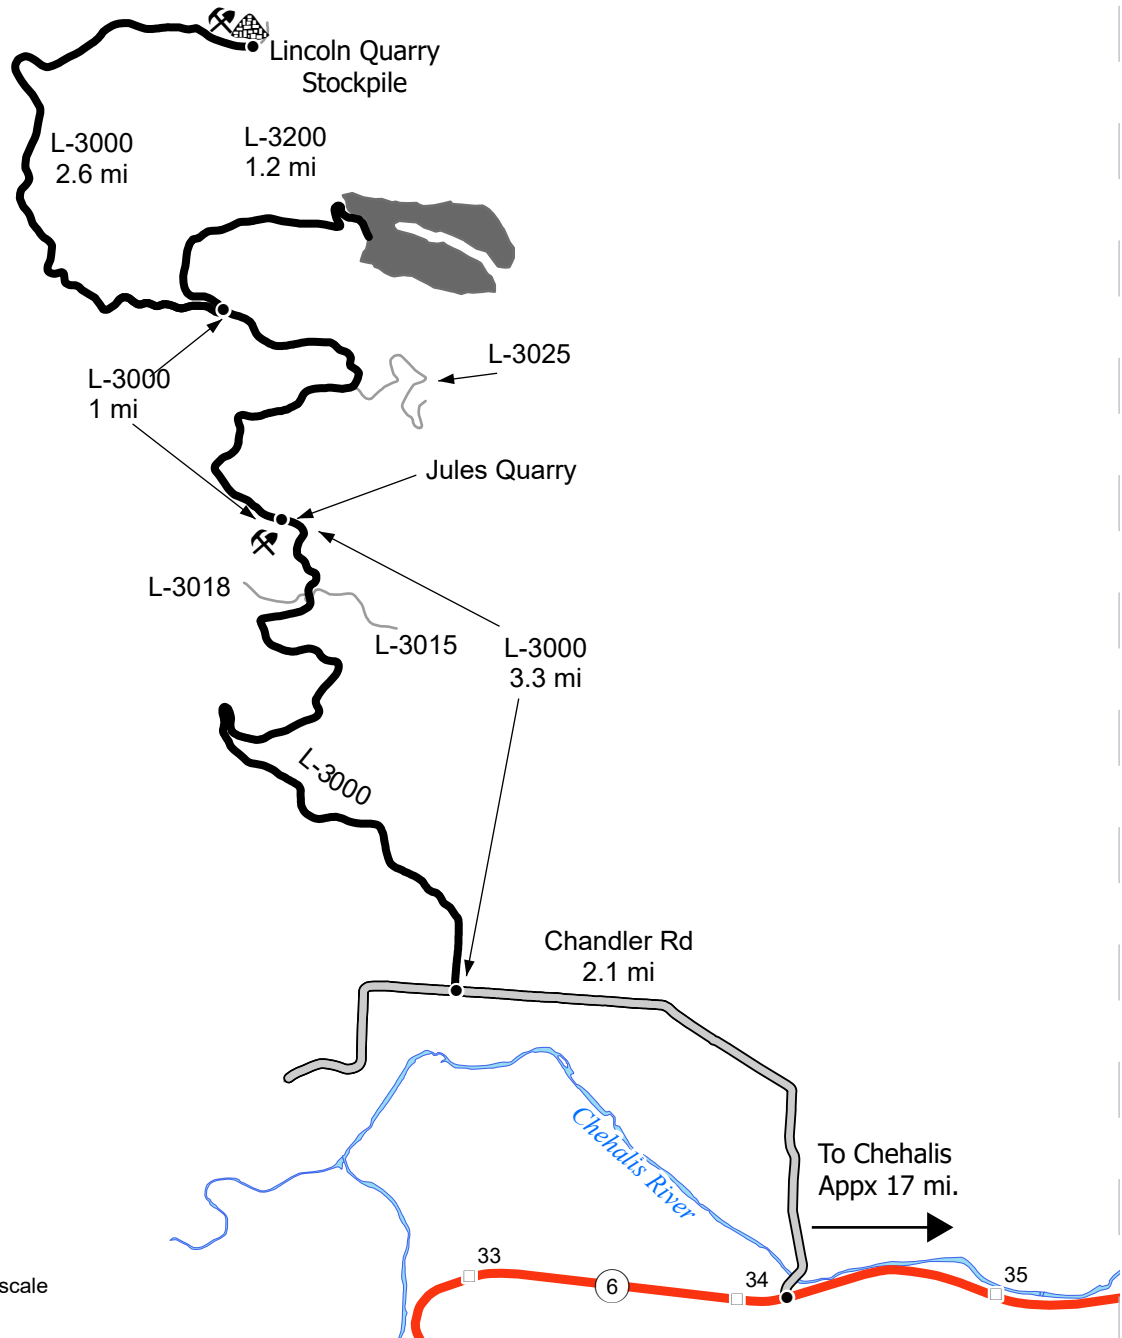 Lincoln Quarry
Stockpile
L-3000
2.6 mi
L-3200
1.2 mi
L-3025
L-3000
1 mi
Jules Quarry
L-3018
L-3015
L-3000
3.3 mi
L-3000
Chandler Rd
2.1 mi
Chehalis River
To Chehalis
Appx 17 mi.
33
6
34
35
scale